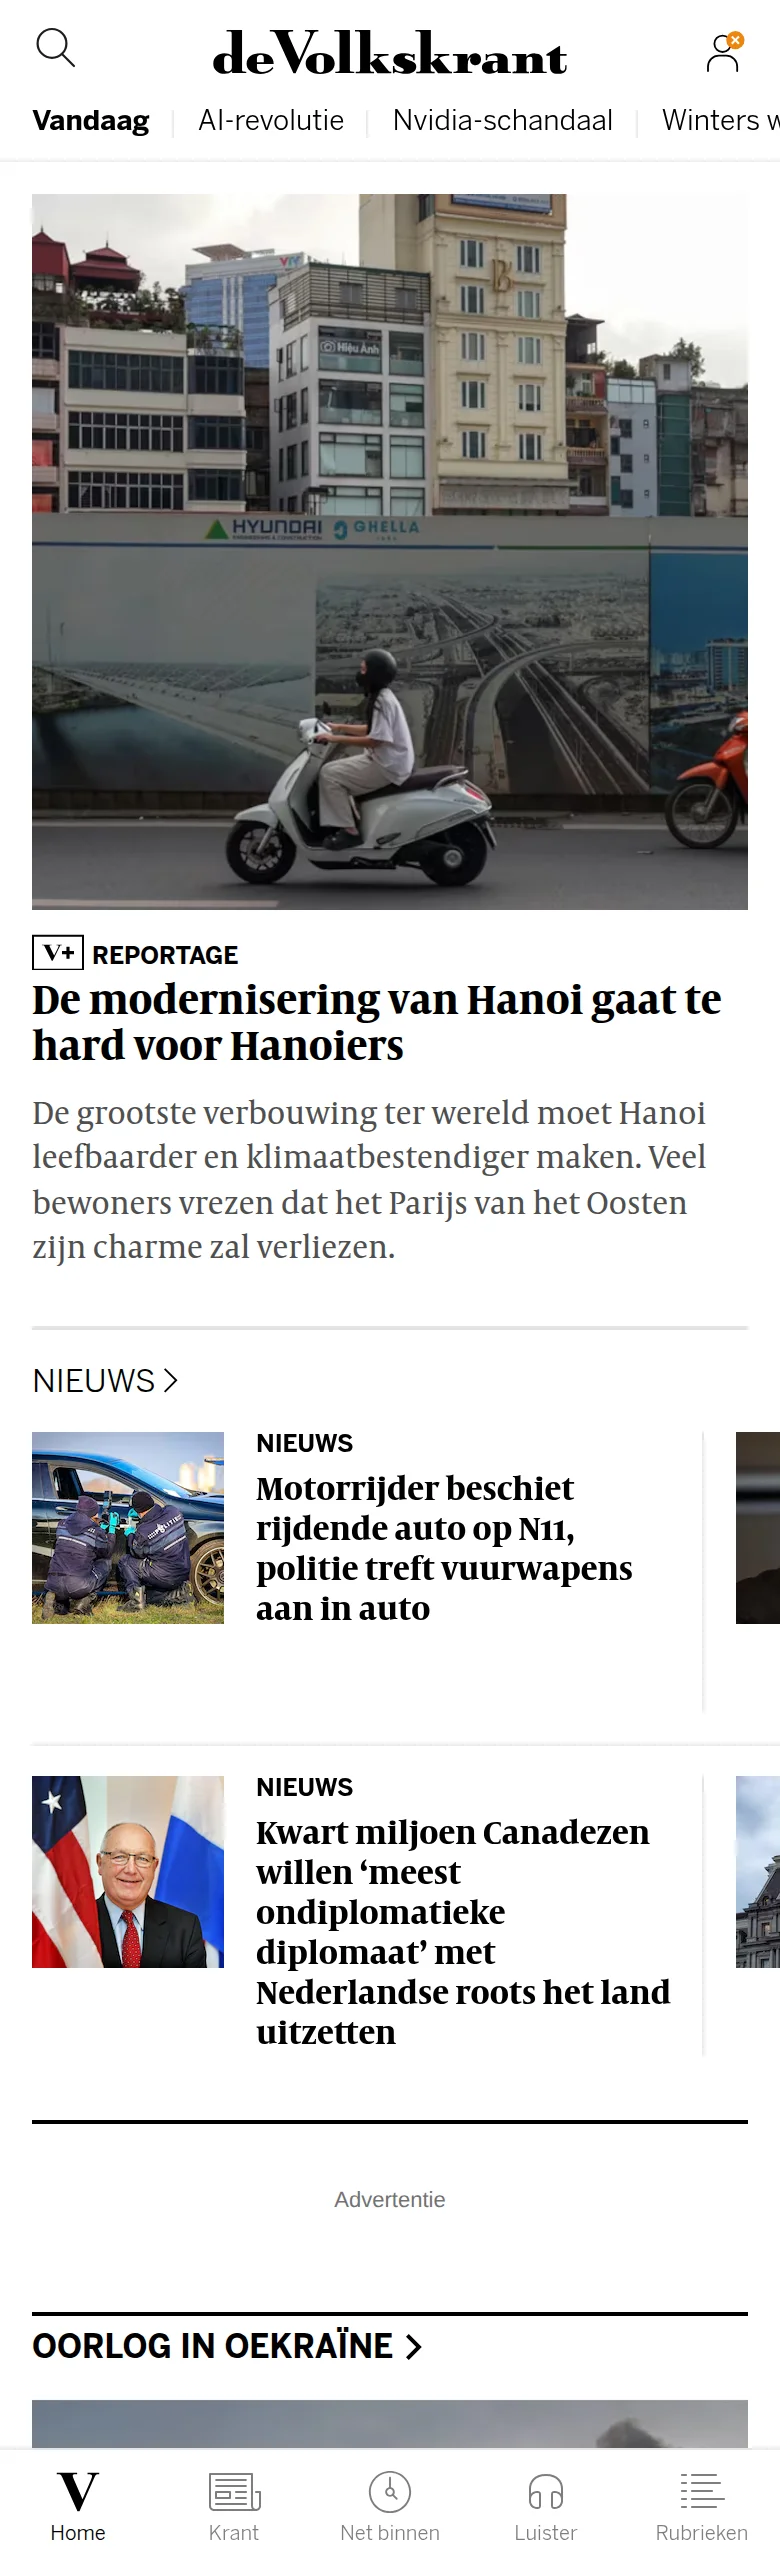 deVolkskrant
Vandaag
AI-revolutie
Nvidia-schandaal
Winters w
VTT
B
Hiệu Ánh
HYUNDAI
GHELLA
V+ REPORTAGE
De modernisering van Hanoi gaat te
hard voor Hanoiers
De grootste verbouwing ter wereld moet Hanoi
leefbaarder en klimaatbestendiger maken. Veel
bewoners vrezen dat het Parijs van het Oosten
zijn charme zal verliezen.
NIEUWS
NIEUWS
Motorrijder beschiet
rijdende auto op N11,
politie treft vuurwapens
aan in auto
NIEUWS
Kwart miljoen Canadezen
willen ‘meest
ondiplomatieke
diplomaat’ met
Nederlandse roots het land
uitzetten
Advertentie
OORLOG IN OEKRAÏNE
V
Home
Krant
Net binnen
Luister
Rubrieken